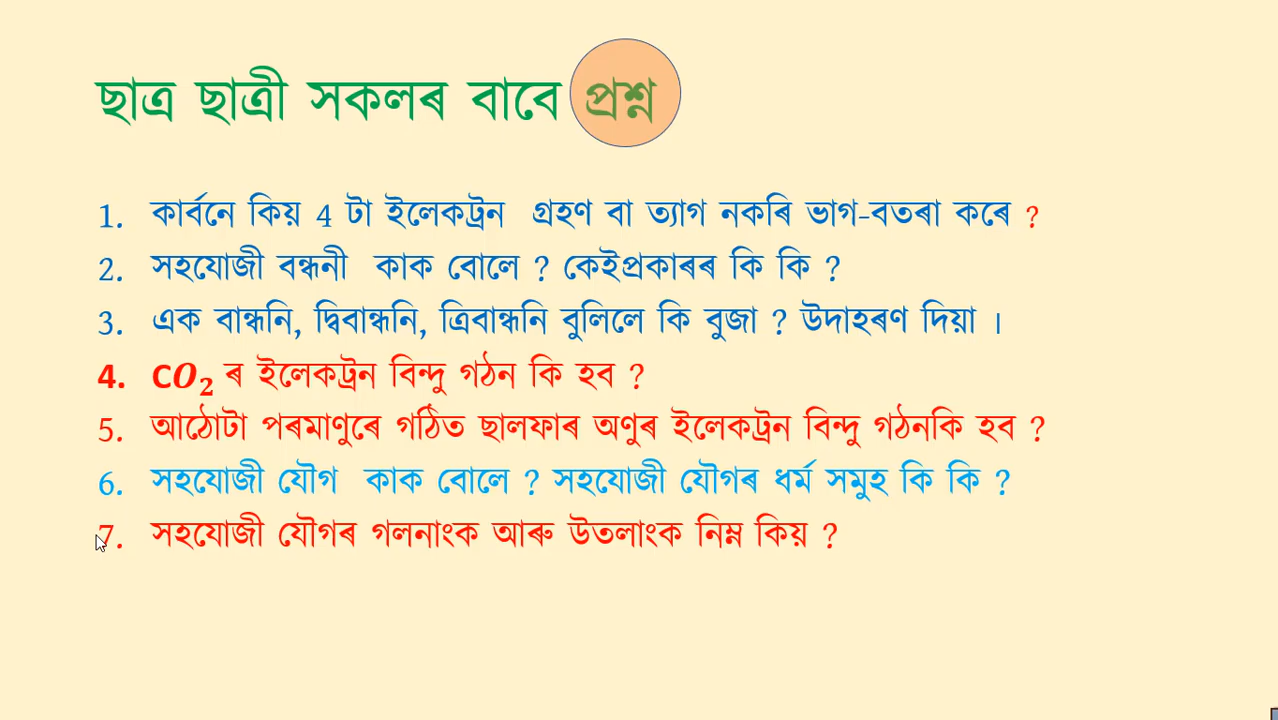 ছাত্ৰ ছাত্ৰী সকলৰ বাবে প্ৰশ্ন
1. কাৰ্বনে কিয় 4 টা ইলেকট্ৰন গ্ৰহণ বা ত্যাগ নকৰি ভাগ-বতৰা কৰে ?
2. সহযোজী বন্ধনী কাক বোলে ? কেইপ্ৰকাৰৰ কি কি ?
3. এক বান্ধনি, দ্বিবান্ধনি, ত্ৰিবান্ধনি বুলিলে কি বুজা ? উদাহৰণ দিয়া ।
4. CO₂ ৰ ইলেকট্ৰন বিন্দু গঠন কি হব ?
5. আঠোটা পৰমাণুৰে গঠিত ছালফাৰ অণুৰ ইলেকট্ৰন বিন্দু গঠনকি হব ?
6. সহযোজী যৌগ কাক বোলে ? সহযোজী যৌগৰ ধৰ্ম সমুহ কি কি ?
7. সহযোজী যৌগৰ গলনাংক আৰু উতলাংক নিম্ন কিয় ?